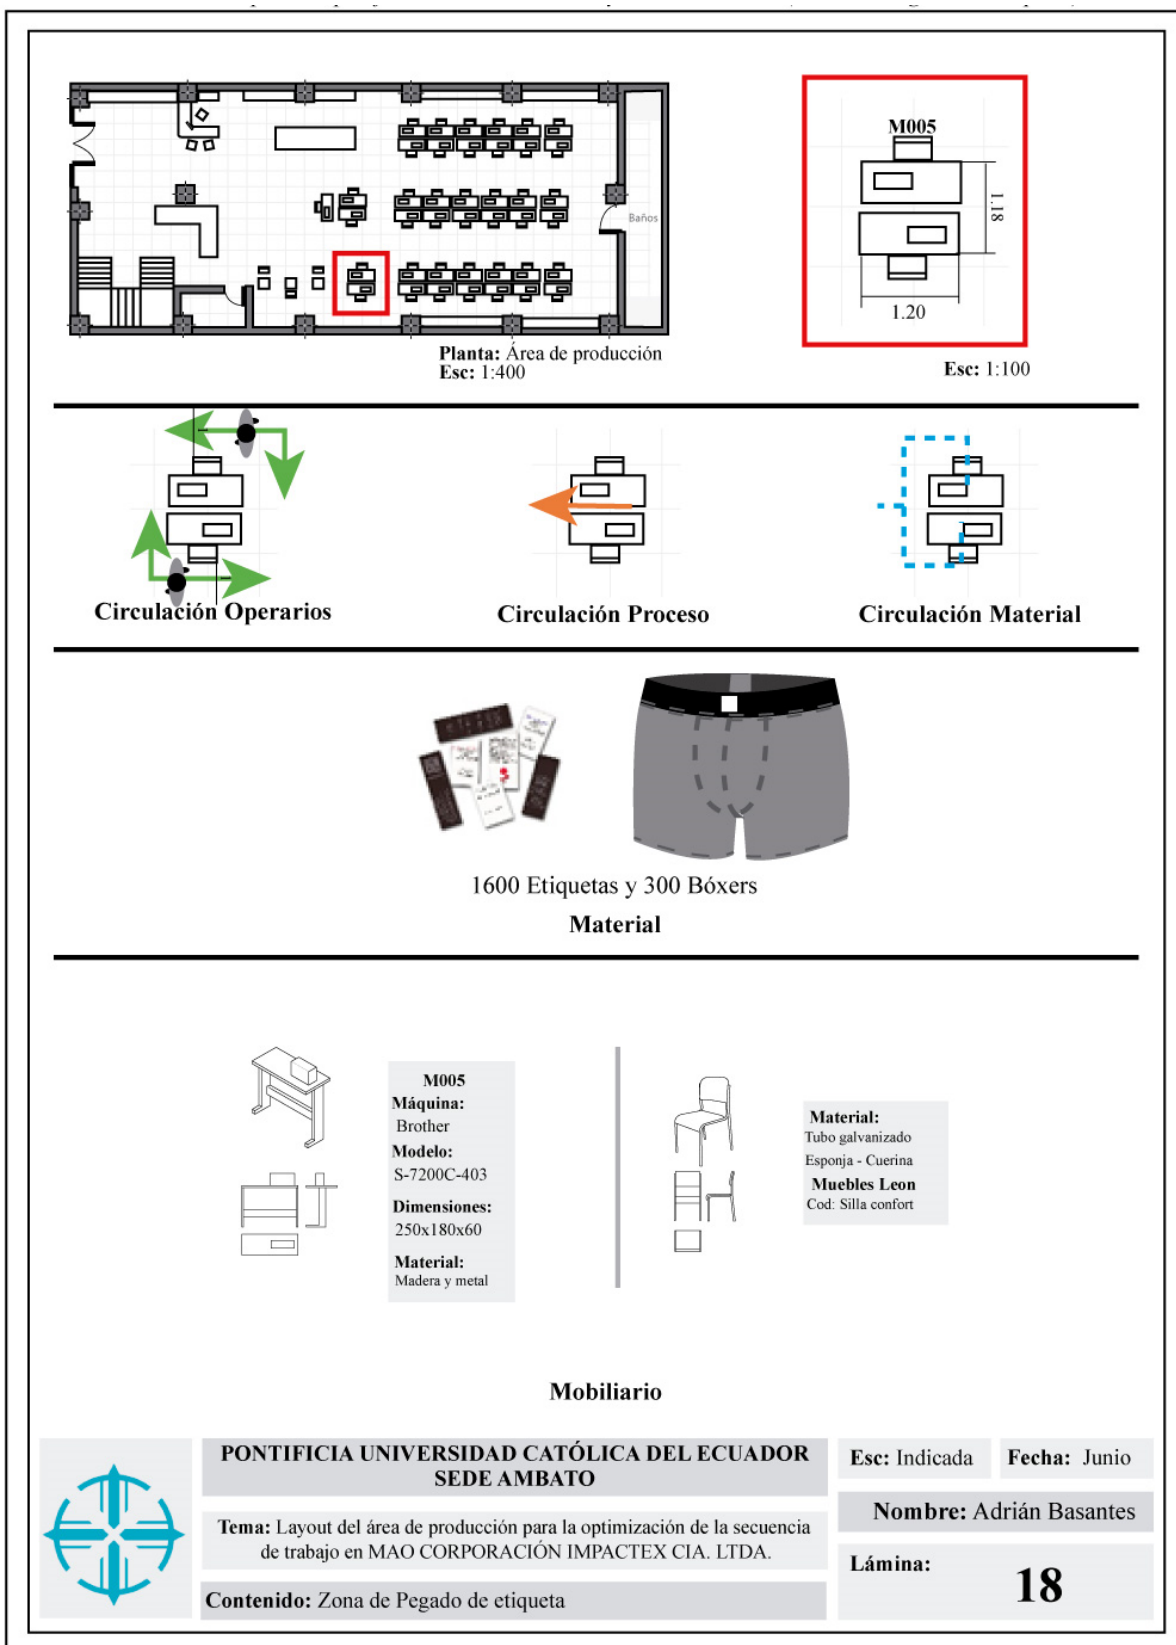 Baños
Planta: Área de producción
Esc: 1:400
M005
1.18
1.20
Esc: 1:100
Circulación Operarios
Circulación Proceso
Circulación Material
1600 Etiquetas y 300 Bóxers
Material
M005
Máquina:
Brother
Modelo:
S-7200C-403
Dimensiones:
250x180x60
Material:
Madera y metal
Material:
Tubo galvanizado
Esponja - Cuerina
Muebles Leon
Cod: Silla confort
Mobiliario
PONTIFICIA UNIVERSIDAD CATÓLICA DEL ECUADOR
SEDE AMBATO
Tema: Layout del área de producción para la optimización de la secuencia
de trabajo en MAO CORPORACIÓN IMPACTEX CIA. LTDA.
Contenido: Zona de Pegado de etiqueta
Esc: Indicada
Fecha: Junio
Nombre: Adrián Basantes
Lámina:
18